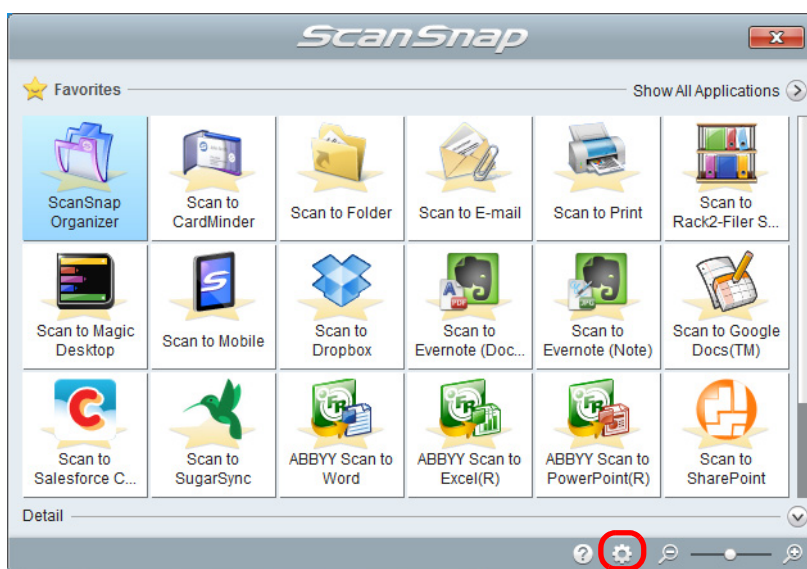 ScanSnap
Favorites
Show All Applications
ScanSnap
Organizer
Scan to
CardMinder
Scan to Folder
Scan to E-mail
Scan to Print
Scan to
Rack2-Filer S...
Scan to Magic
Desktop
Scan to Mobile
Scan to
Dropbox
Scan to
Evernote (Doc...
Scan to
Evernote (Note)
Scan to Google
Docs(TM)
Scan to
Salesforce C...
Scan to
SugarSync
ABBYY Scan to
Word
ABBYY Scan to
Excel(R)
ABBYY Scan to
PowerPoint(R)
Scan to
SharePoint
Detail